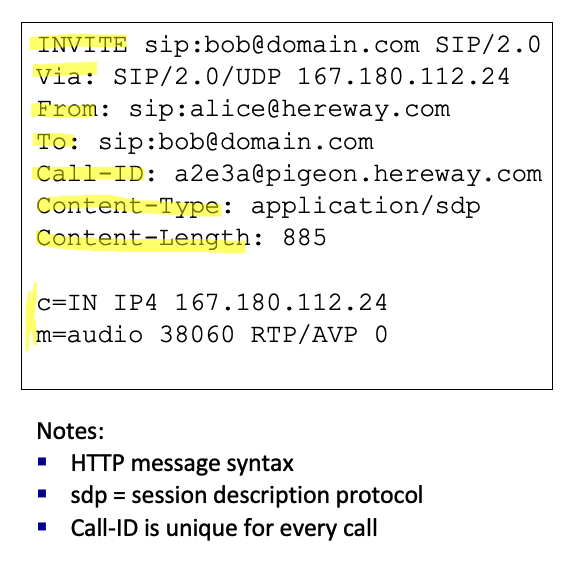 INVITE sip:bob@domain.com SIP/2.0
Via: SIP/2.0/UDP 167.180.112.24
From: sip:alice@hereway.com
To: sip:bob@domain.com
Call-ID: a2e3a@pigeon.hereway.com
Content-Type: application/sdp
Content-Length: 885

c=IN IP4 167.180.112.24
m=audio 38060 RTP/AVP 0

Notes:
▪ HTTP message syntax
▪ sdp = session description protocol
▪ Call-ID is unique for every call